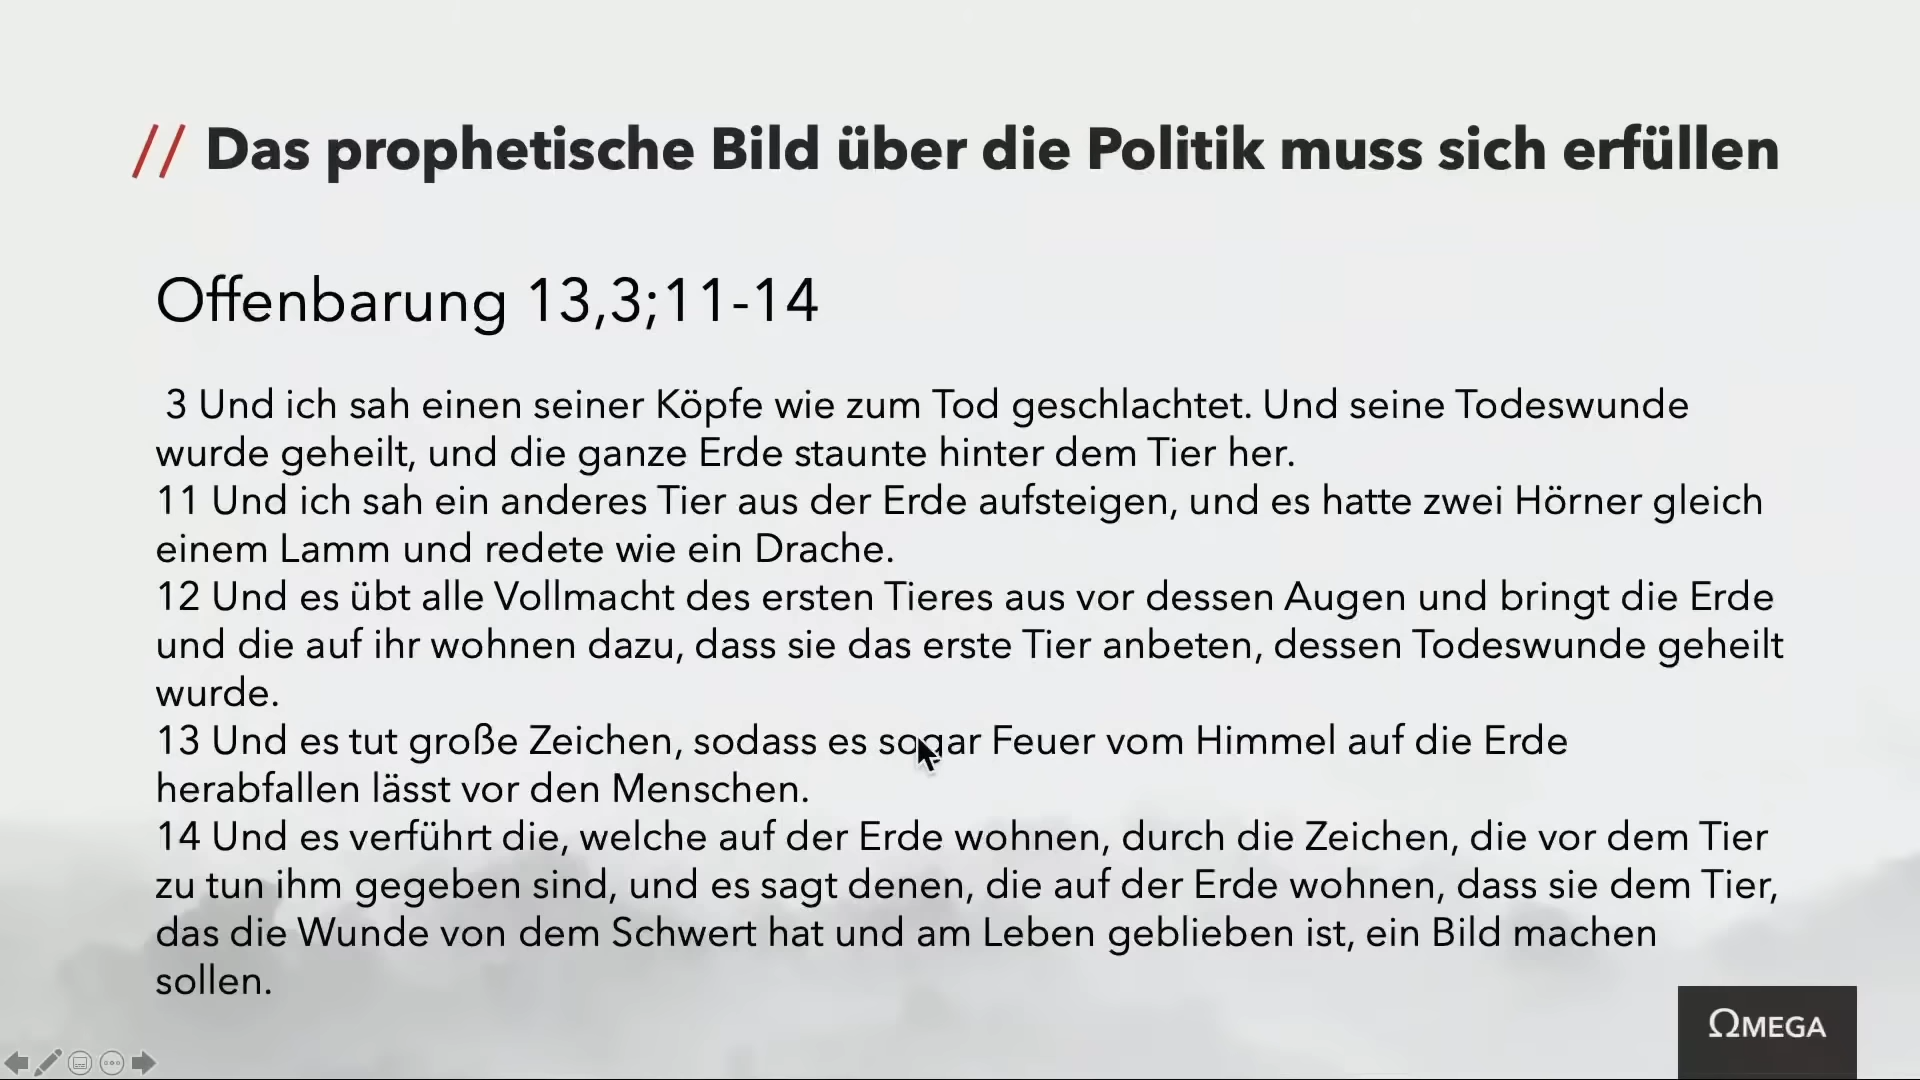 // Das prophetische Bild über die Politik muss sich erfüllen
Offenbarung 13,3;11-14
3 Und ich sah einen seiner Köpfe wie zum Tod geschlachtet. Und seine Todeswunde
wurde geheilt, und die ganze Erde staunte hinter dem Tier her.
11 Und ich sah ein anderes Tier aus der Erde aufsteigen, und es hatte zwei Hörner gleich
einem Lamm und redete wie ein Drache.
12 Und es übt alle Vollmacht des ersten Tieres aus vor dessen Augen und bringt die Erde
und die auf ihr wohnen dazu, dass sie das erste Tier anbeten, dessen Todeswunde geheilt
wurde.
13 Und es tut große Zeichen, sodass es sogar Feuer vom Himmel auf die Erde
herabfallen lässt vor den Menschen.
14 Und es verführt die, welche auf der Erde wohnen, durch die Zeichen, die vor dem Tier
zu tun ihm gegeben sind, und es sagt denen, die auf der Erde wohnen, dass sie dem Tier,
das die Wunde von dem Schwert hat und am Leben geblieben ist, ein Bild machen
sollen.
ΩMEGA